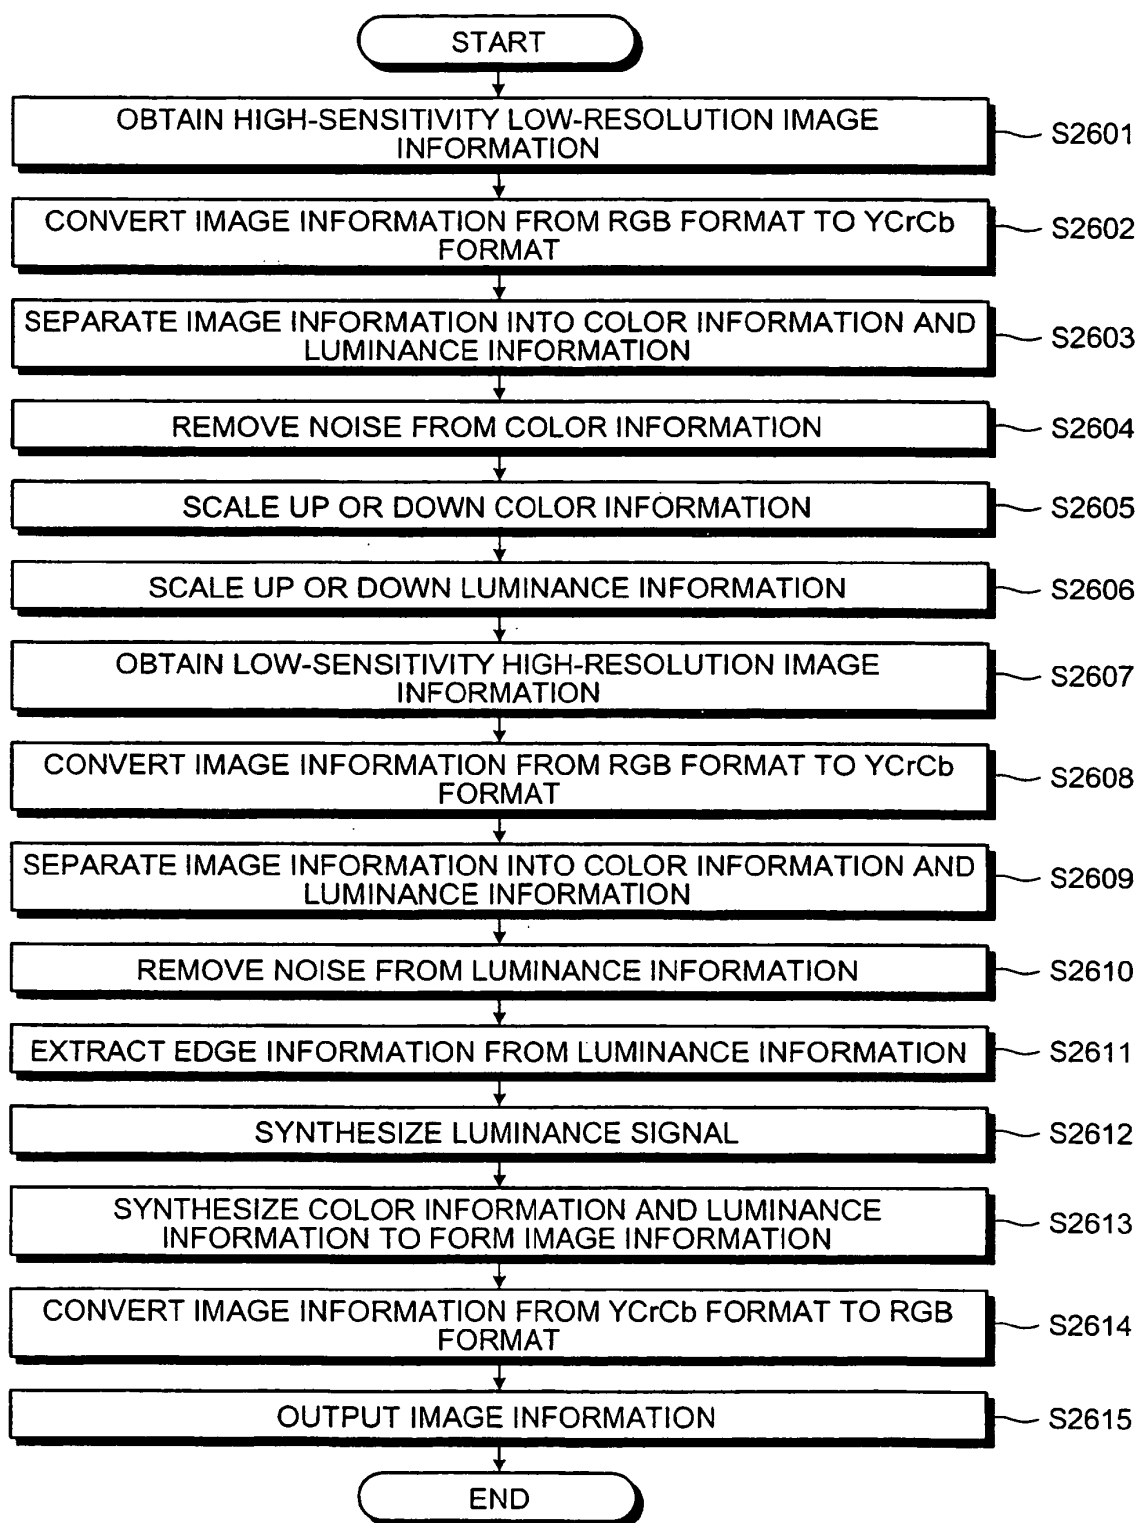 START
OBTAIN HIGH-SENSITIVITY LOW-RESOLUTION IMAGE
INFORMATION
S2601
CONVERT IMAGE INFORMATION FROM RGB FORMAT TO YCrCb
FORMAT
S2602
SEPARATE IMAGE INFORMATION INTO COLOR INFORMATION AND
LUMINANCE INFORMATION
S2603
REMOVE NOISE FROM COLOR INFORMATION
S2604
SCALE UP OR DOWN COLOR INFORMATION
S2605
SCALE UP OR DOWN LUMINANCE INFORMATION
S2606
OBTAIN LOW-SENSITIVITY HIGH-RESOLUTION IMAGE
INFORMATION
S2607
CONVERT IMAGE INFORMATION FROM RGB FORMAT TO YCrCb
FORMAT
S2608
SEPARATE IMAGE INFORMATION INTO COLOR INFORMATION AND
LUMINANCE INFORMATION
S2609
REMOVE NOISE FROM LUMINANCE INFORMATION
S2610
EXTRACT EDGE INFORMATION FROM LUMINANCE INFORMATION
S2611
SYNTHESIZE LUMINANCE SIGNAL
S2612
SYNTHESIZE COLOR INFORMATION AND LUMINANCE
INFORMATION TO FORM IMAGE INFORMATION
S2613
CONVERT IMAGE INFORMATION FROM YCrCb FORMAT TO RGB
FORMAT
S2614
OUTPUT IMAGE INFORMATION
S2615
END